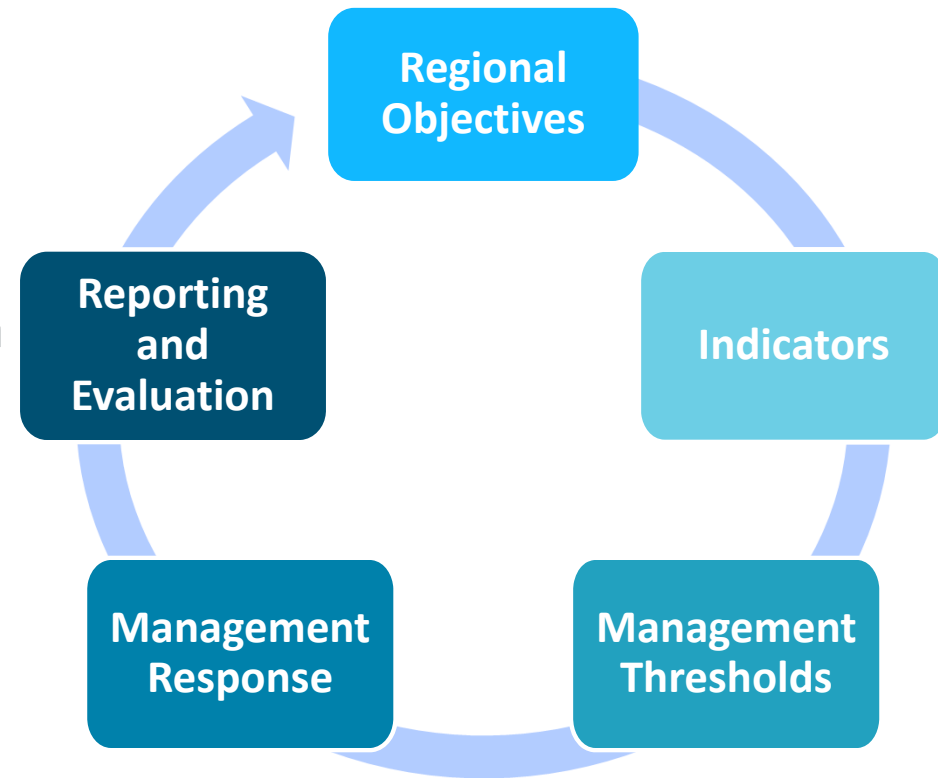 Regional
Objectives
Indicators
Management
Thresholds
Management
Response
Reporting
and
Evaluation